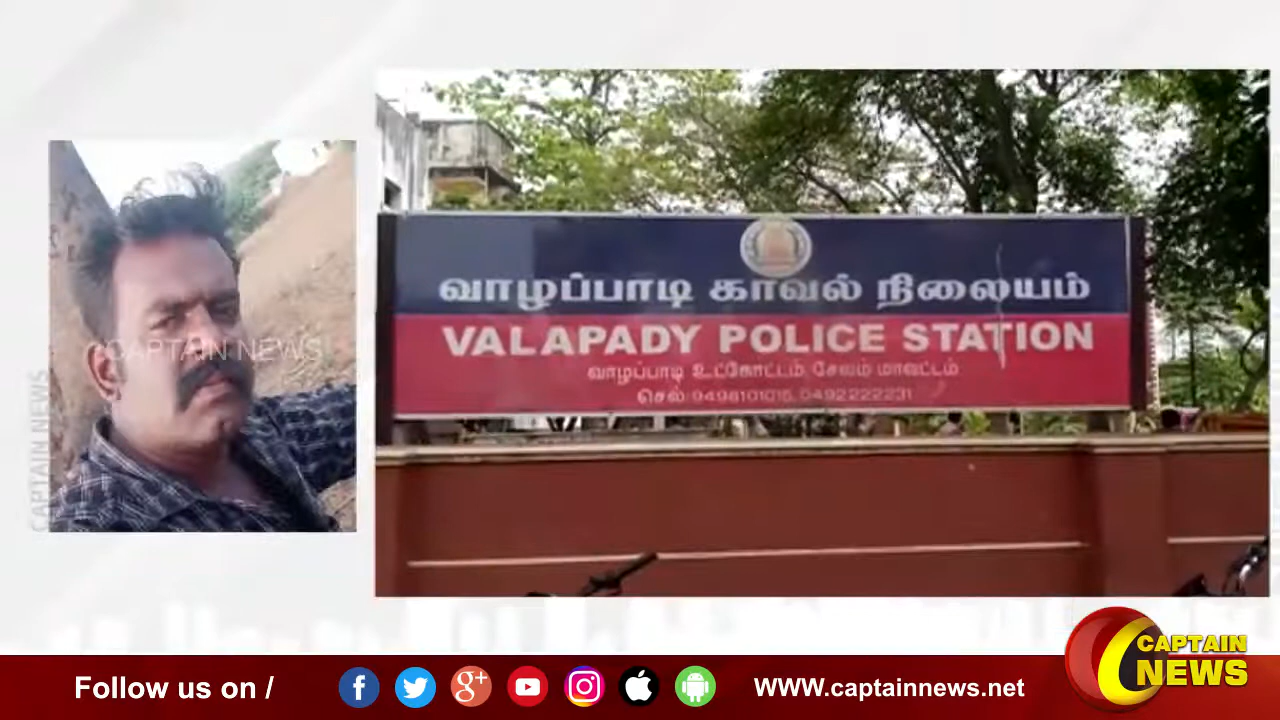 வாழப்பாடி காவல் நிலையம்
VALAPADY POLICE STATION
வாழப்பாடி உட்கோட்டம், சேலம் மாவட்டம்
செல்
CAPTAIN NEWS
CAPTAIN NEWS
Follow us on /
WWW.captainnews.net
CAPTAIN
NEWS